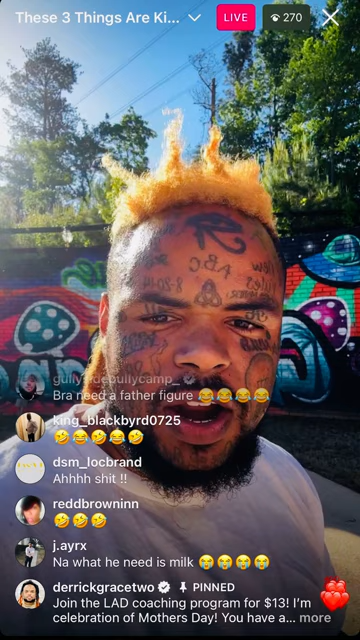 These 3 Things Are Ki...
LIVE
270
gullysidebullycamp_
Bra need a father figure 😂😂😂😂
king_blackbyrd0725
🤣😂🤣😂🤣
dsm_locbrand
Ahhhh shit !!
reddbrowninn
🤣🤣🤣
j.ayrx
Na what he need is milk 😭😭😭😭
derrickgracetwo PINNED
Join the LAD coaching program for $13! I'm
celebration of Mothers Day! You have a... more